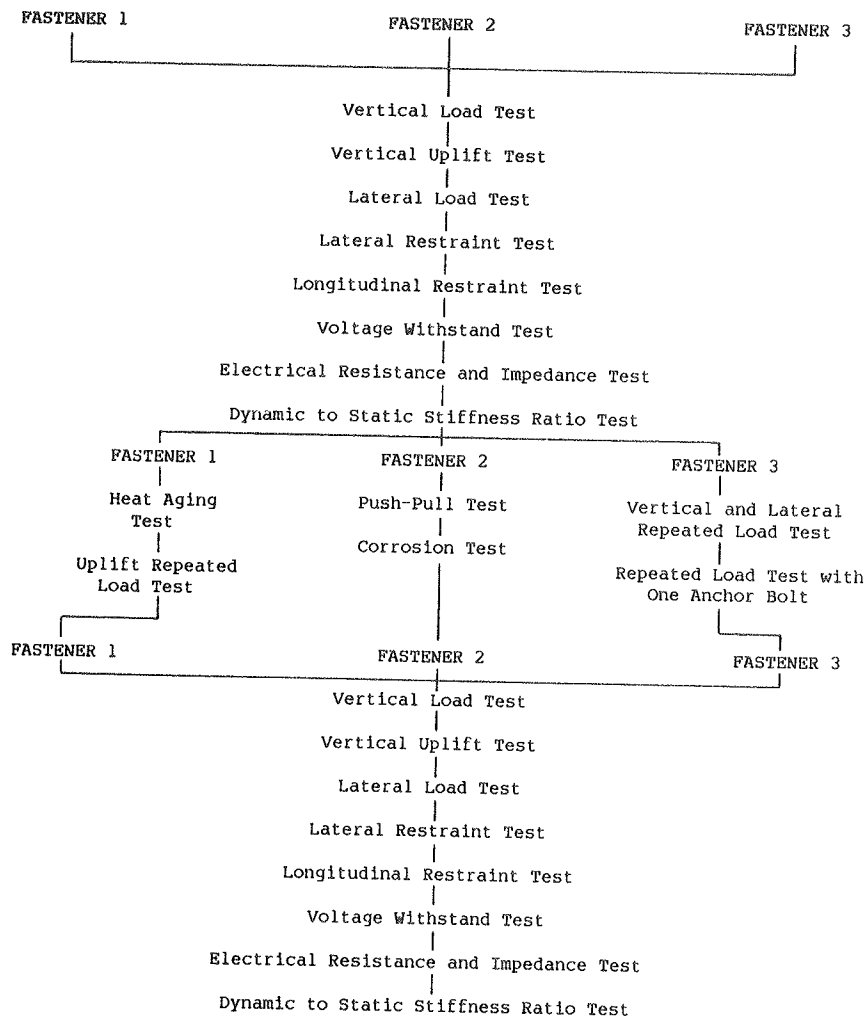 FASTENER 1
FASTENER 2
FASTENER 3
Vertical Load Test
Vertical Uplift Test
Lateral Load Test
Lateral Restraint Test
Longitudinal Restraint Test
Voltage Withstand Test
Electrical Resistance and Impedance Test
Dynamic to Static Stiffness Ratio Test
FASTENER 1
Heat Aging
Test
Uplift Repeated
Load Test
FASTENER 2
Push-Pull Test
Corrosion Test
FASTENER 3
Vertical and Lateral
Repeated Load Test
Repeated Load Test with
One Anchor Bolt
FASTENER 1
FASTENER 2
FASTENER 3
Vertical Load Test
Vertical Uplift Test
Lateral Load Test
Lateral Restraint Test
Longitudinal Restraint Test
Voltage Withstand Test
Electrical Resistance and Impedance Test
Dynamic to Static Stiffness Ratio Test